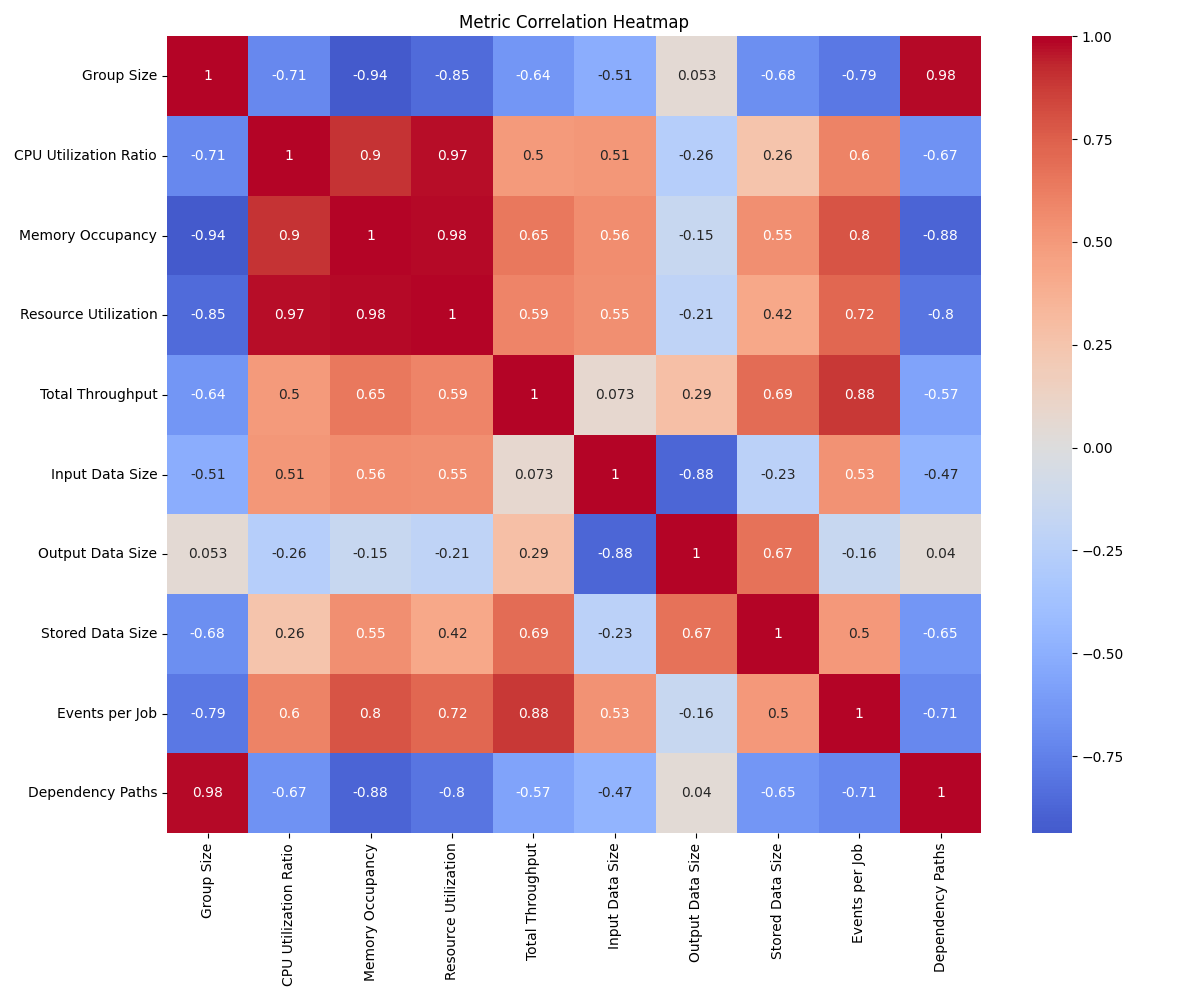 Metric Correlation Heatmap
Group Size 1 -0.71 -0.94 -0.85 -0.64 -0.51 0.053 -0.68 -0.79 0.98
CPU Utilization Ratio -0.71 1 0.9 0.97 0.5 0.51 -0.26 0.26 0.6 -0.67
Memory Occupancy -0.94 0.9 1 0.98 0.65 0.56 -0.15 0.55 0.8 -0.88
Resource Utilization -0.85 0.97 0.98 1 0.59 0.55 -0.21 0.42 0.72 -0.8
Total Throughput -0.64 0.5 0.65 0.59 1 0.073 0.29 0.69 0.88 -0.57
Input Data Size -0.51 0.51 0.56 0.55 0.073 1 -0.88 -0.23 0.53 -0.47
Output Data Size 0.053 -0.26 -0.15 -0.21 0.29 -0.88 1 0.67 -0.16 0.04
Stored Data Size -0.68 0.26 0.55 0.42 0.69 -0.23 0.67 1 0.5 -0.65
Events per Job -0.79 0.6 0.8 0.72 0.88 0.53 -0.16 0.5 1 -0.71
Dependency Paths 0.98 -0.67 -0.88 -0.8 -0.57 -0.47 0.04 -0.65 -0.71 1
Group Size
CPU Utilization Ratio
Memory Occupancy
Resource Utilization
Total Throughput
Input Data Size
Output Data Size
Stored Data Size
Events per Job
Dependency Paths
1.00
0.75
0.50
0.25
0.00
−0.25
−0.50
−0.75